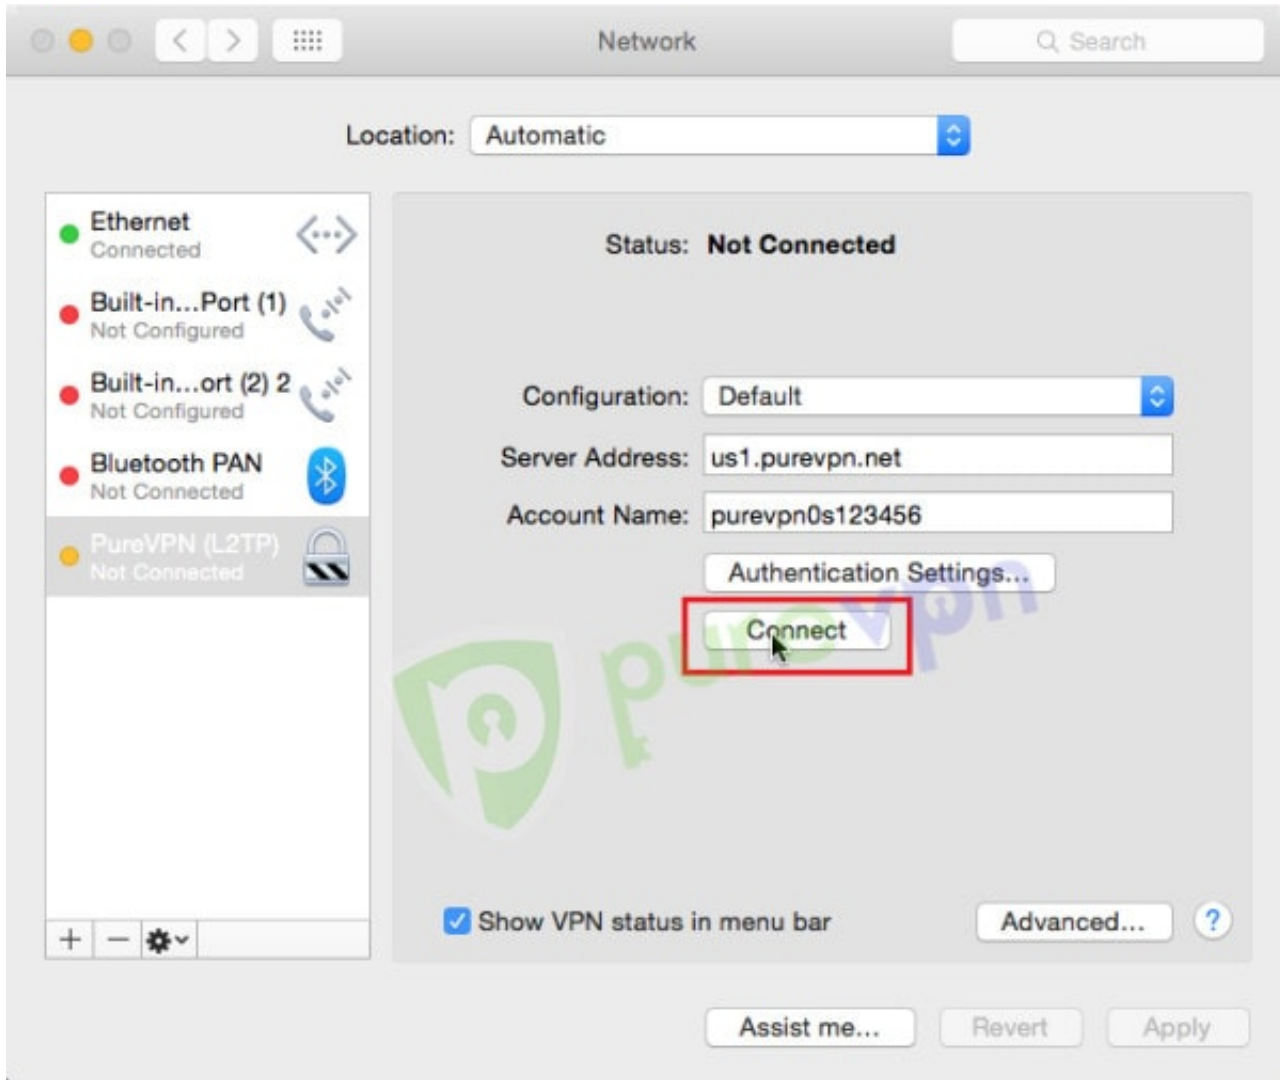 Network
Search
Location: Automatic
Ethernet
Connected
Built-in...Port (1)
Not Configured
Built-in...ort (2) 2
Not Configured
Bluetooth PAN
Not Connected
PureVPN (L2TP)
Not Connected
Status: Not Connected
Configuration: Default
Server Address: us1.purevpn.net
Account Name: purevpn0s123456
Authentication Settings...
Connect
purevpn
Show VPN status in menu bar
Advanced...
?
Assist me...
Revert
Apply